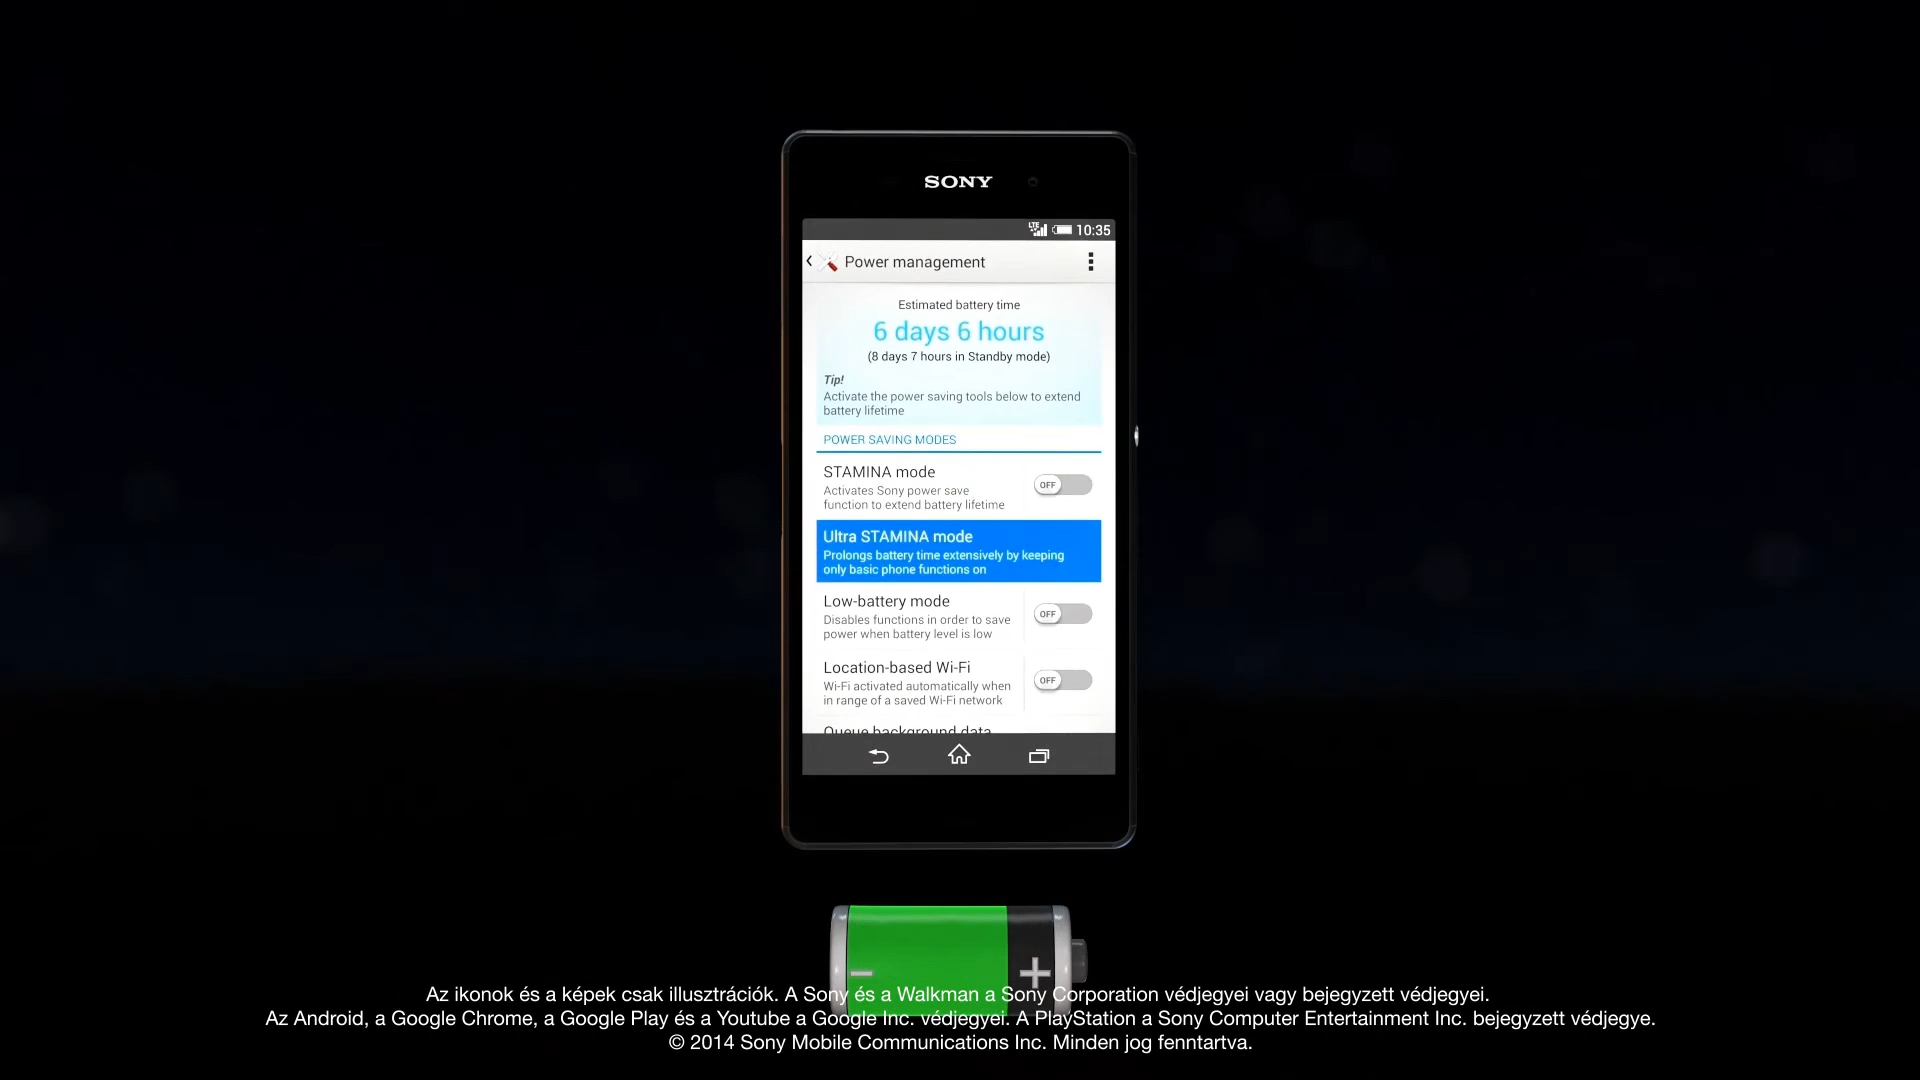 SONY
LTE 10:35
Power management
Estimated battery time
6 days 6 hours
(8 days 7 hours in Standby mode)
Tip!
Activate the power saving tools below to extend
battery lifetime
POWER SAVING MODES
STAMINA mode
Activates Sony power save
function to extend battery lifetime
OFF
Ultra STAMINA mode
Prolongs battery time extensively by keeping
only basic phone functions on
Low-battery mode
Disables functions in order to save
power when battery level is low
OFF
Location-based Wi-Fi
Wi-Fi activated automatically when
in range of a saved Wi-Fi network
OFF
Queue background data
Az ikonok és a képek csak illusztrációk. A Sony és a Walkman a Sony Corporation védjegyei vagy bejegyzett védjegyei.
Az Android, a Google Chrome, a Google Play és a Youtube a Google Inc. védjegyei. A PlayStation a Sony Computer Entertainment Inc. bejegyzett védjegye.
© 2014 Sony Mobile Communications Inc. Minden jog fenntartva.